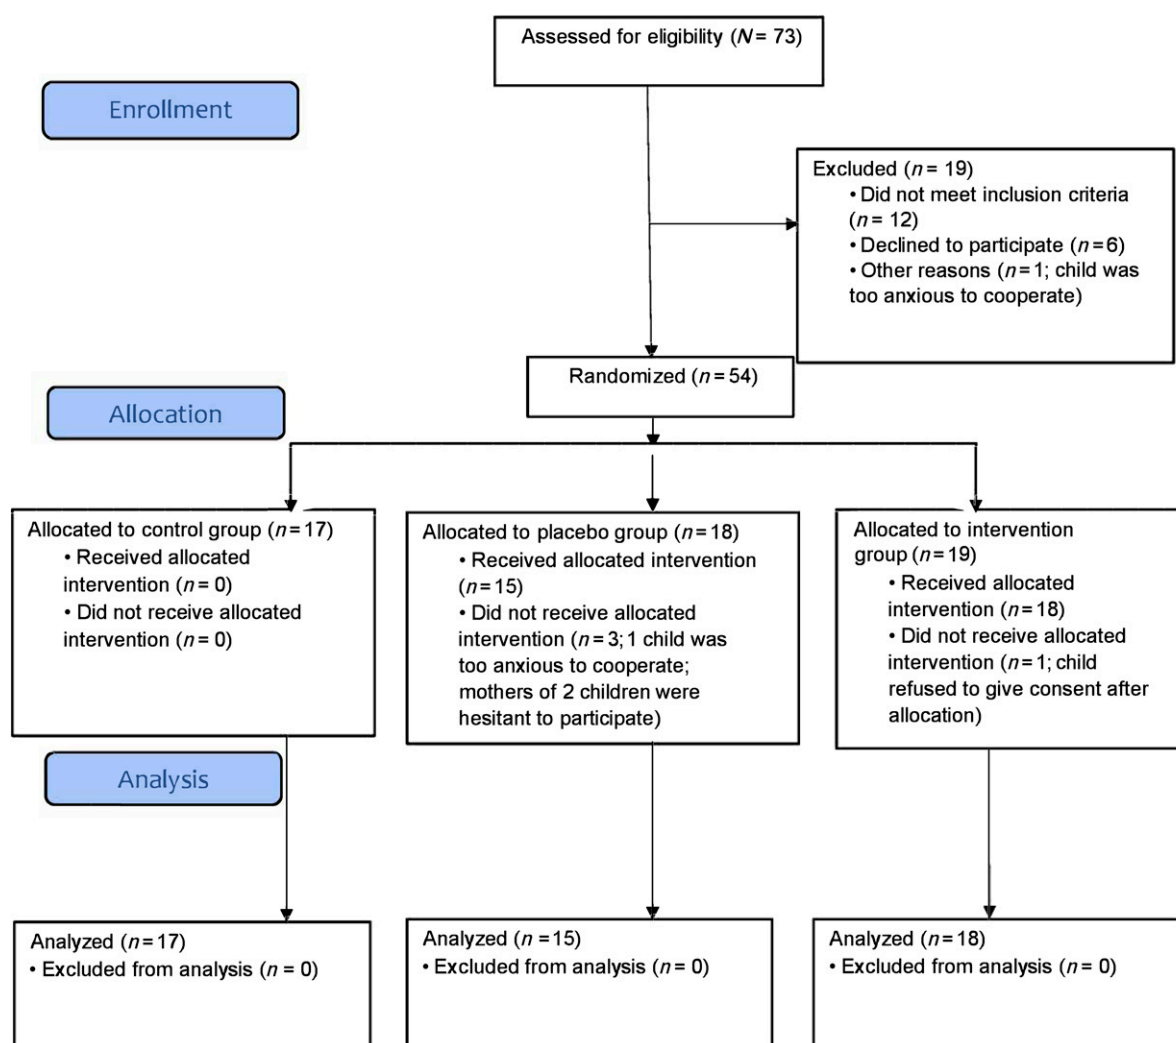 Assessed for eligibility (N = 73)
Enrollment
Excluded (n = 19)
• Did not meet inclusion criteria
(n = 12)
• Declined to participate (n = 6)
• Other reasons (n = 1; child was
too anxious to cooperate)
Randomized (n = 54)
Allocation
Allocated to control group (n = 17)
• Received allocated
intervention (n = 0)
• Did not receive allocated
intervention (n = 0)
Allocated to placebo group (n = 18)
• Received allocated intervention
(n = 15)
• Did not receive allocated
intervention (n = 3; 1 child was
too anxious to cooperate;
mothers of 2 children were
hesitant to participate)
Allocated to intervention
group (n = 19)
• Received allocated
intervention (n = 18)
• Did not receive allocated
intervention (n = 1; child
refused to give consent after
allocation)
Analysis
Analyzed (n = 17)
• Excluded from analysis (n = 0)
Analyzed (n = 15)
• Excluded from analysis (n = 0)
Analyzed (n = 18)
• Excluded from analysis (n = 0)